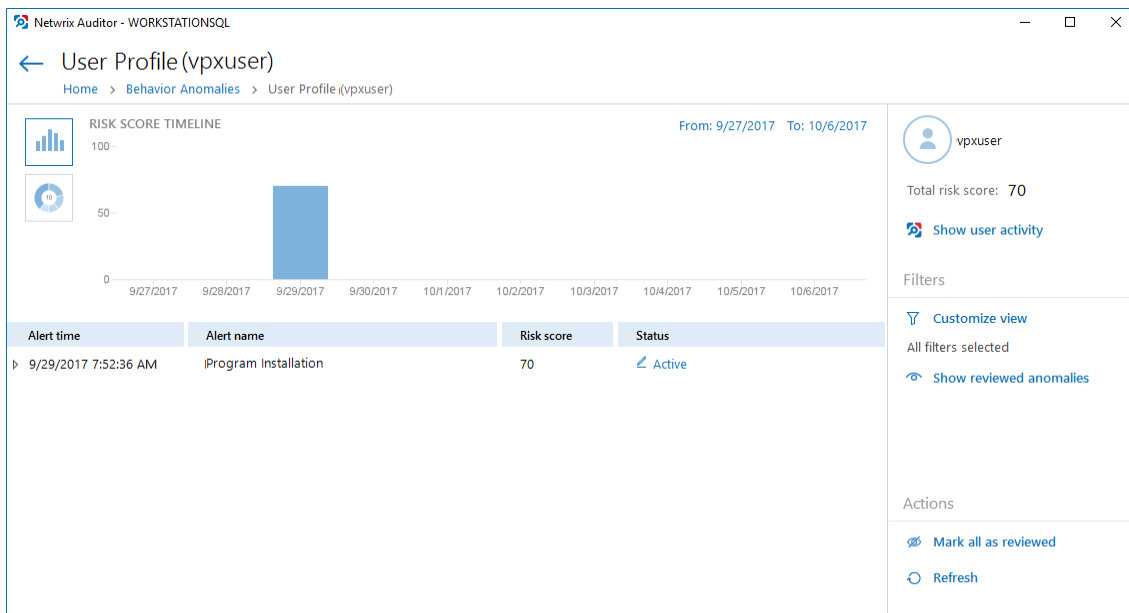 Netwrix Auditor - WORKSTATIONSQL
User Profile (vpxuser)
Home > Behavior Anomalies > User Profile (vpxuser)
RISK SCORE TIMELINE
From: 9/27/2017 To: 10/6/2017
100
50
0
9/27/2017 9/28/2017 9/29/2017 9/30/2017 10/1/2017 10/2/2017 10/3/2017 10/4/2017 10/5/2017 10/6/2017
10
Alert time Alert name Risk score Status
9/29/2017 7:52:36 AM Program Installation 70 Active
vpxuser
Total risk score: 70
Show user activity
Filters
Customize view
All filters selected
Show reviewed anomalies
Actions
Mark all as reviewed
Refresh